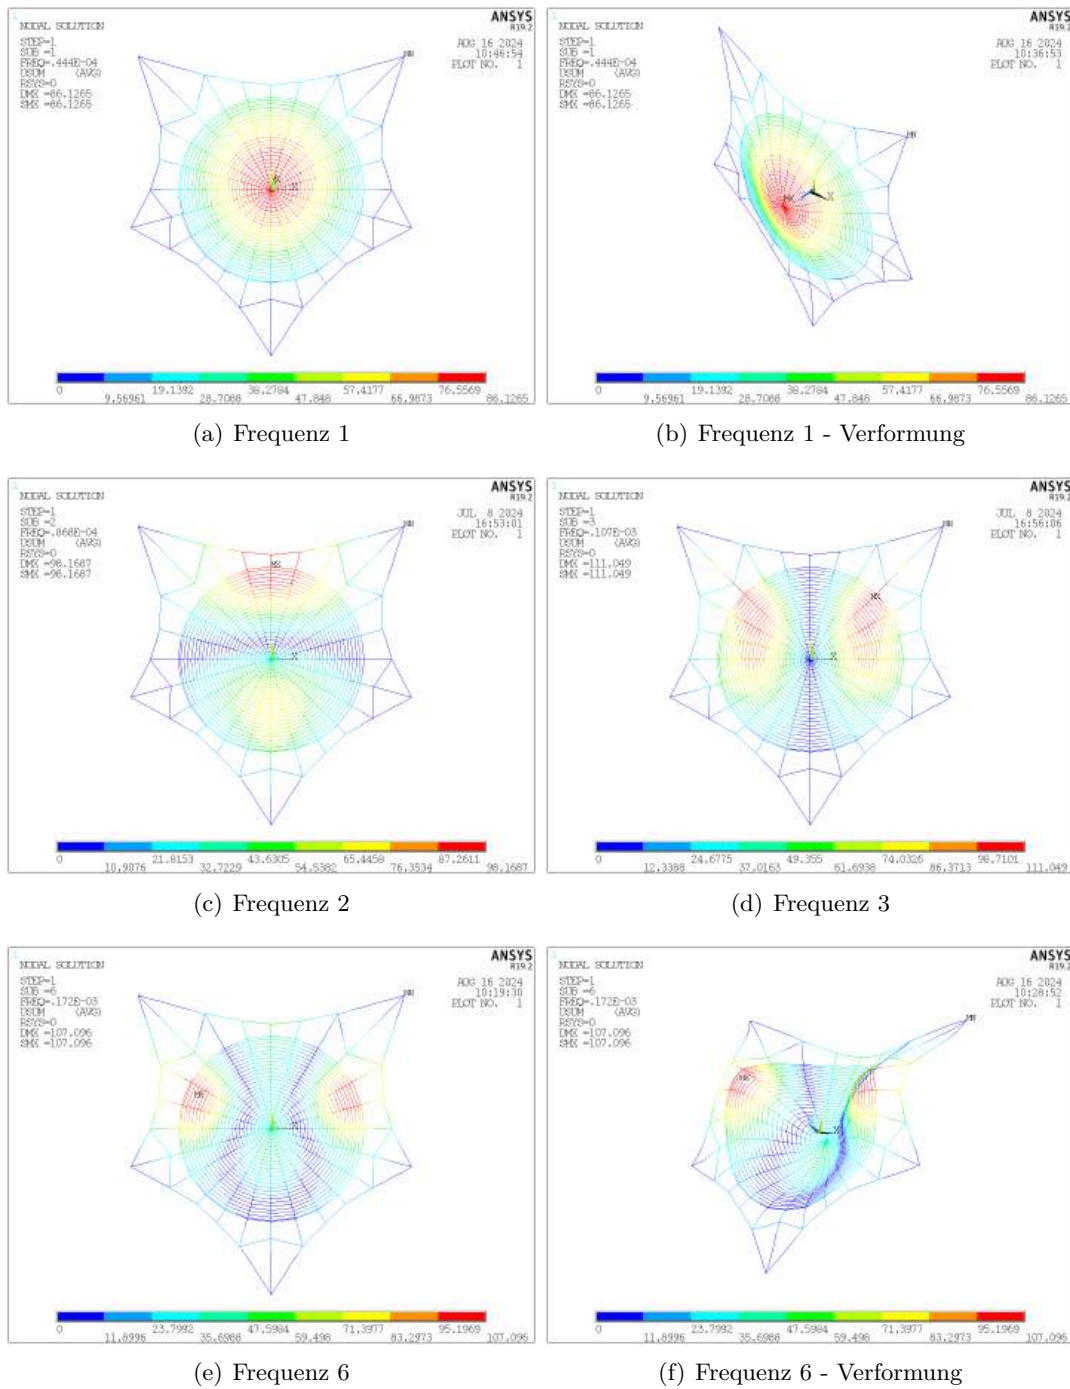 1
NODAL SOLUTION
STEP=1
SUB =1
FREQ=.444E-04
USUM (AVG)
RSYS=0
DMX =86.1265
SMX =86.1265
ANSYS
R19.2
AUG 16 2024
10:46:54
PLOT NO. 1
MN
MX
X
0 19.1392 38.2784 57.4177 76.5569
9.56961 28.7088 47.848 66.9873 86.1265
(a) Frequenz 1
1
NODAL SOLUTION
STEP=1
SUB =1
FREQ=.444E-04
USUM (AVG)
RSYS=0
DMX =86.1265
SMX =86.1265
ANSYS
R19.2
AUG 16 2024
10:36:53
PLOT NO. 1
MN
MX
X
0 19.1392 38.2784 57.4177 76.5569
9.56961 28.7088 47.848 66.9873 86.1265
(b) Frequenz 1 - Verformung
1
NODAL SOLUTION
STEP=1
SUB =2
FREQ=.868E-04
USUM (AVG)
RSYS=0
DMX =98.1687
SMX =98.1687
ANSYS
R19.2
JUL 8 2024
16:53:01
PLOT NO. 1
MN
MX
X
0 21.8153 43.6305 65.4458 87.2611
10.9076 32.7229 54.5382 76.3534 98.1687
(c) Frequenz 2
1
NODAL SOLUTION
STEP=1
SUB =3
FREQ=.107E-03
USUM (AVG)
RSYS=0
DMX =111.049
SMX =111.049
ANSYS
R19.2
JUL 8 2024
16:56:06
PLOT NO. 1
MN
MX
X
0 24.6775 49.355 74.0326 98.7101
12.3388 37.0163 61.6938 86.3713 111.049
(d) Frequenz 3
1
NODAL SOLUTION
STEP=1
SUB =6
FREQ=.172E-03
USUM (AVG)
RSYS=0
DMX =107.096
SMX =107.096
ANSYS
R19.2
AUG 16 2024
10:19:30
PLOT NO. 1
MN
MX
X
0 23.7992 47.5984 71.3977 95.1969
11.8996 35.6988 59.498 83.2973 107.096
(e) Frequenz 6
1
NODAL SOLUTION
STEP=1
SUB =6
FREQ=.172E-03
USUM (AVG)
RSYS=0
DMX =107.096
SMX =107.096
ANSYS
R19.2
AUG 16 2024
10:28:52
PLOT NO. 1
MN
MX
X
0 23.7992 47.5984 71.3977 95.1969
11.8996 35.6988 59.498 83.2973 107.096
(f) Frequenz 6 - Verformung